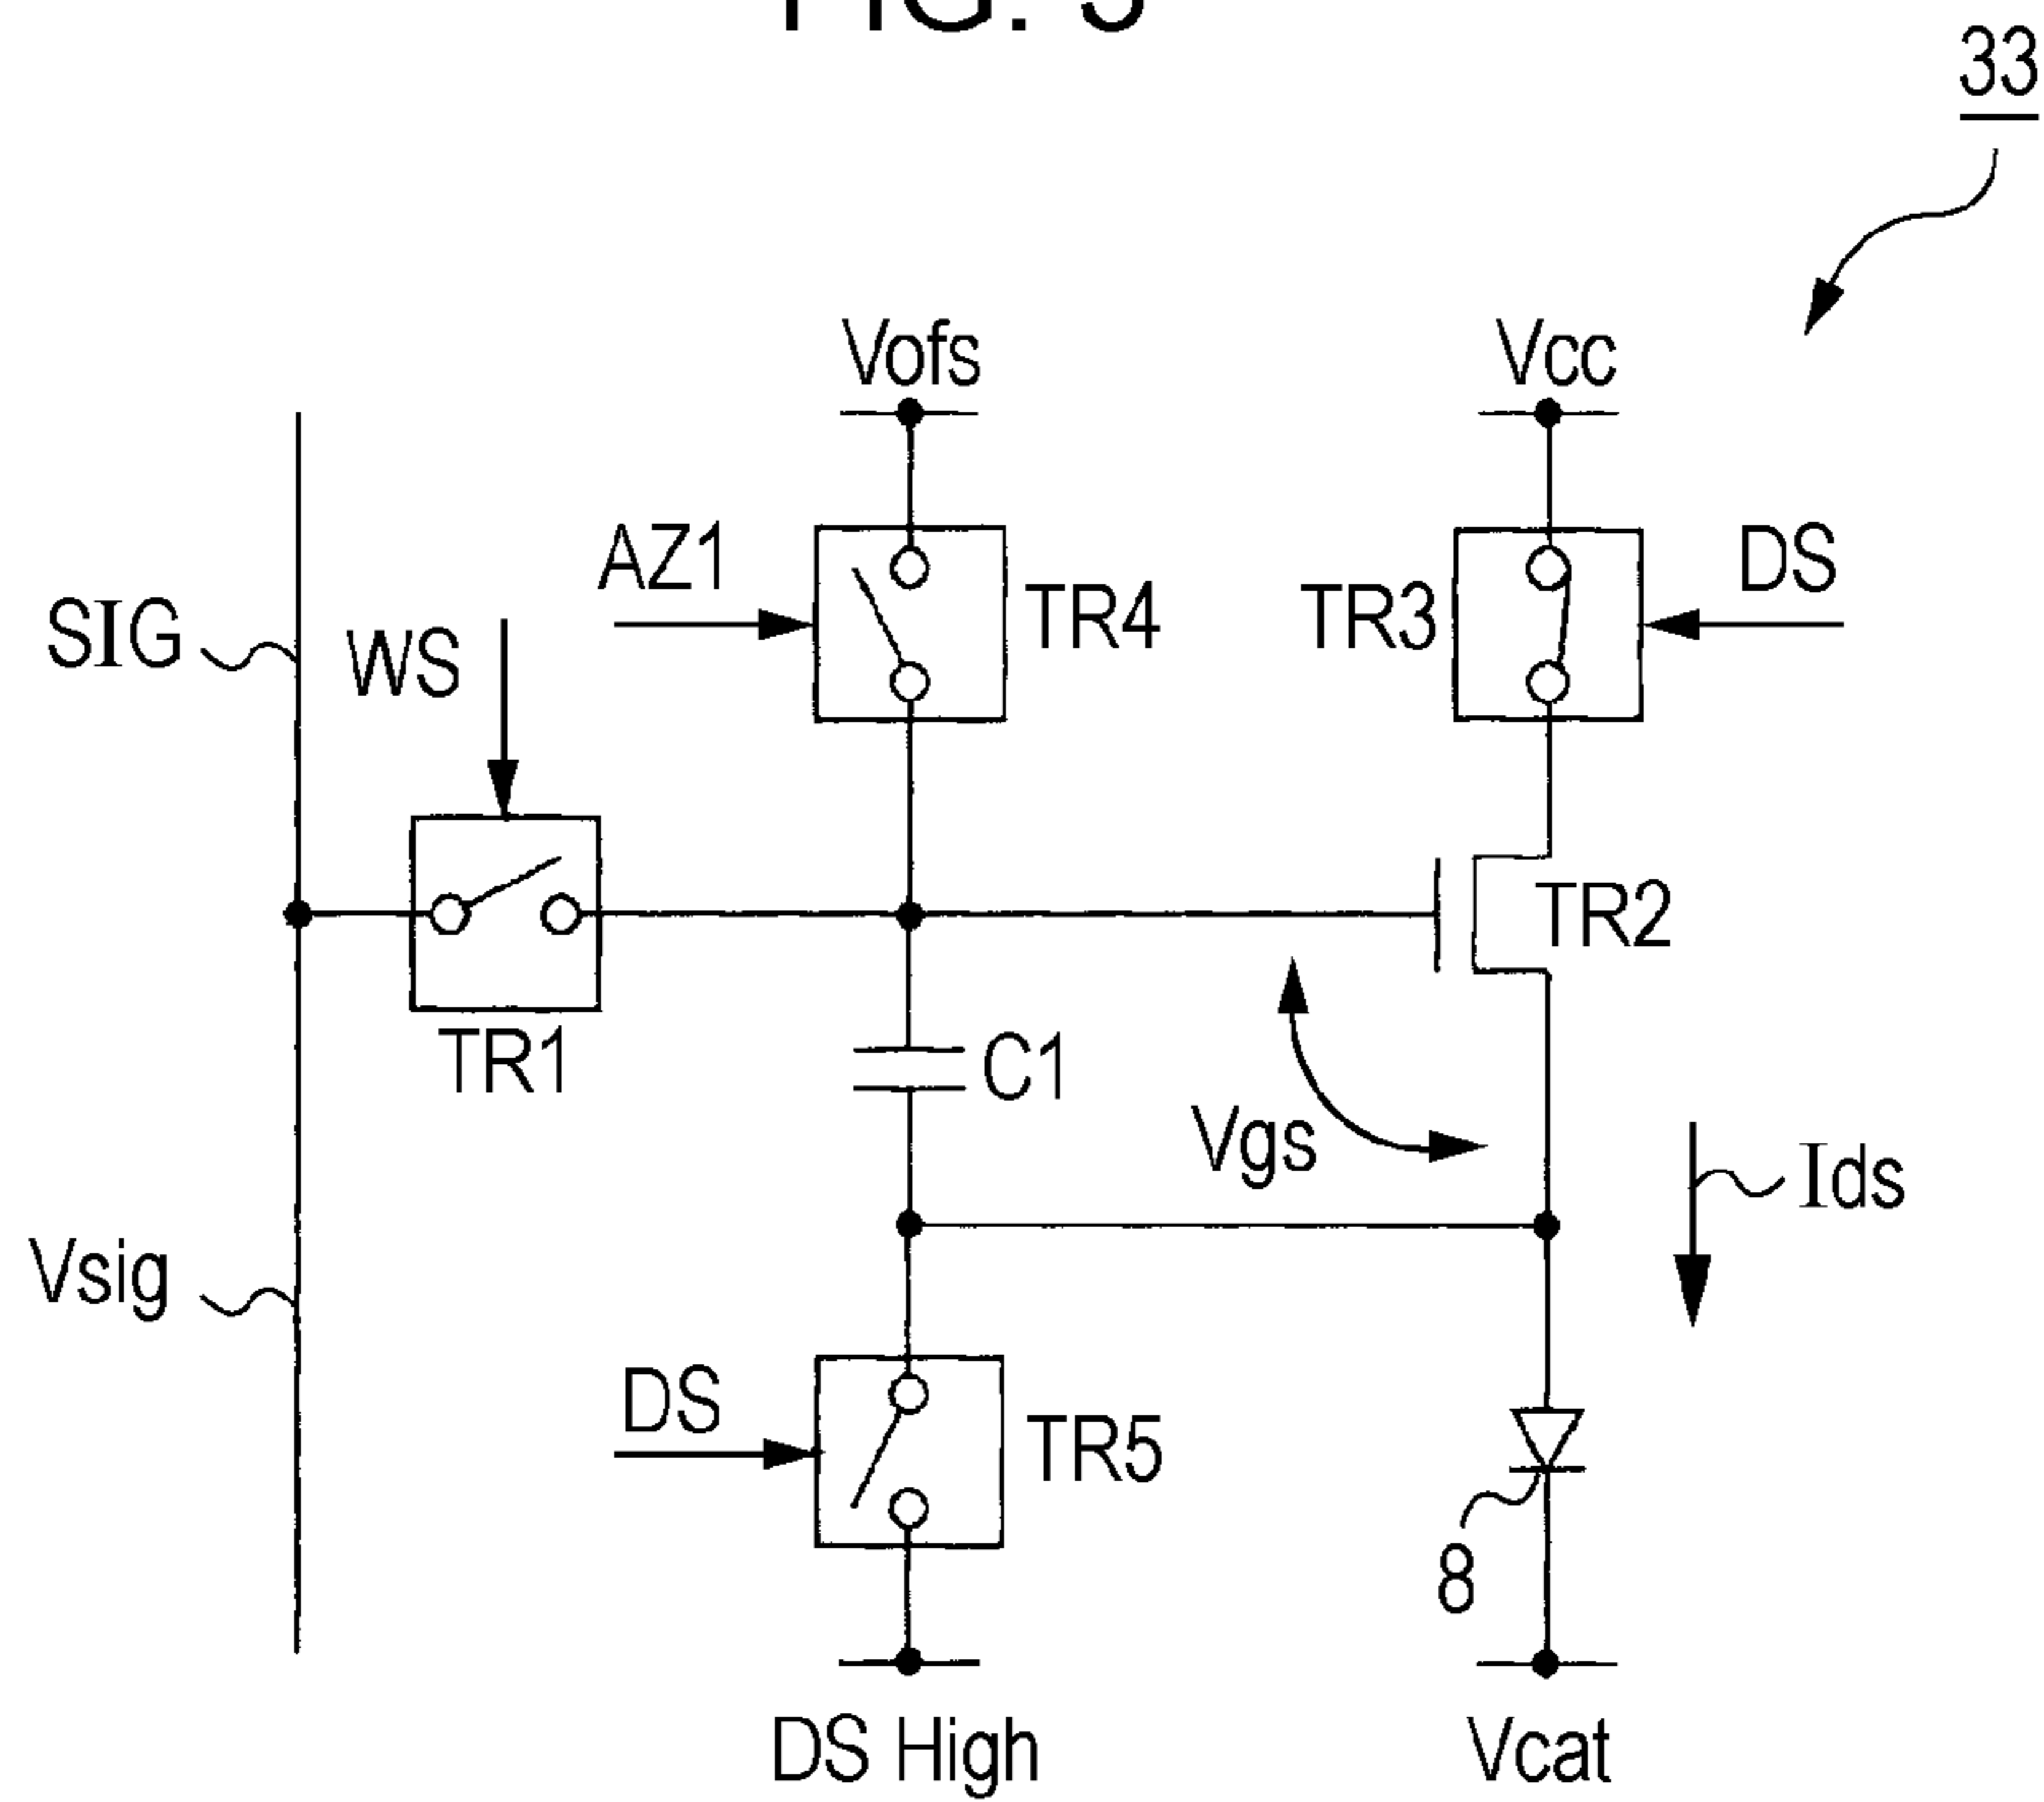 33
Vofs
Vcc
AZ1
DS
SIG
TR4
TR3
WS
TR2
TR1
C1
Vgs
Ids
Vsig
DS
TR5
8
DS High
Vcat